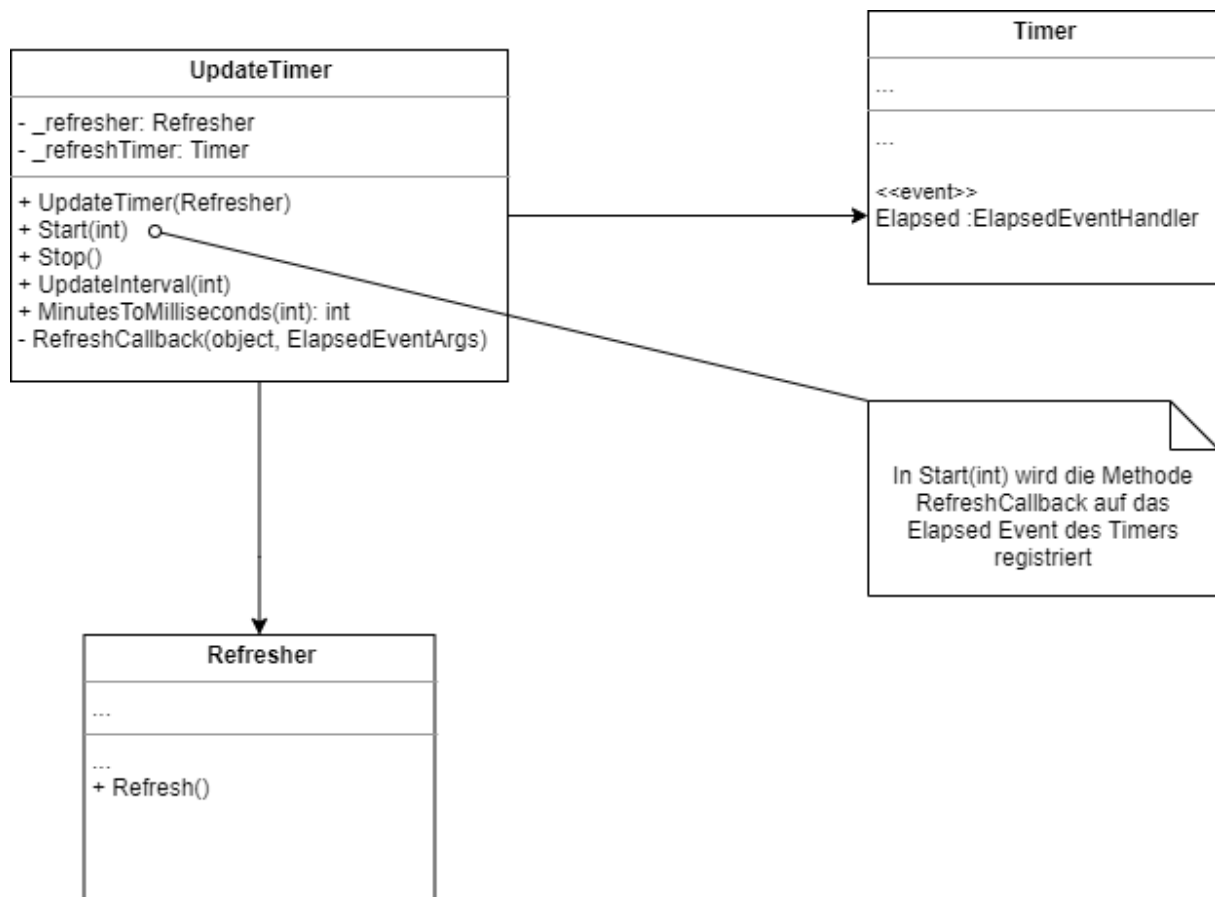 UpdateTimer
- _refresher: Refresher
- _refreshTimer: Timer
+ UpdateTimer(Refresher)
+ Start(int)
+ Stop()
+ UpdateInterval(int)
+ MinutesToMilliseconds(int): int
- RefreshCallback(object, ElapsedEventArgs)
Timer
...
...
<<event>>
Elapsed :ElapsedEventHandler
In Start(int) wird die Methode
RefreshCallback auf das
Elapsed Event des Timers
registriert
Refresher
...
...
+ Refresh()